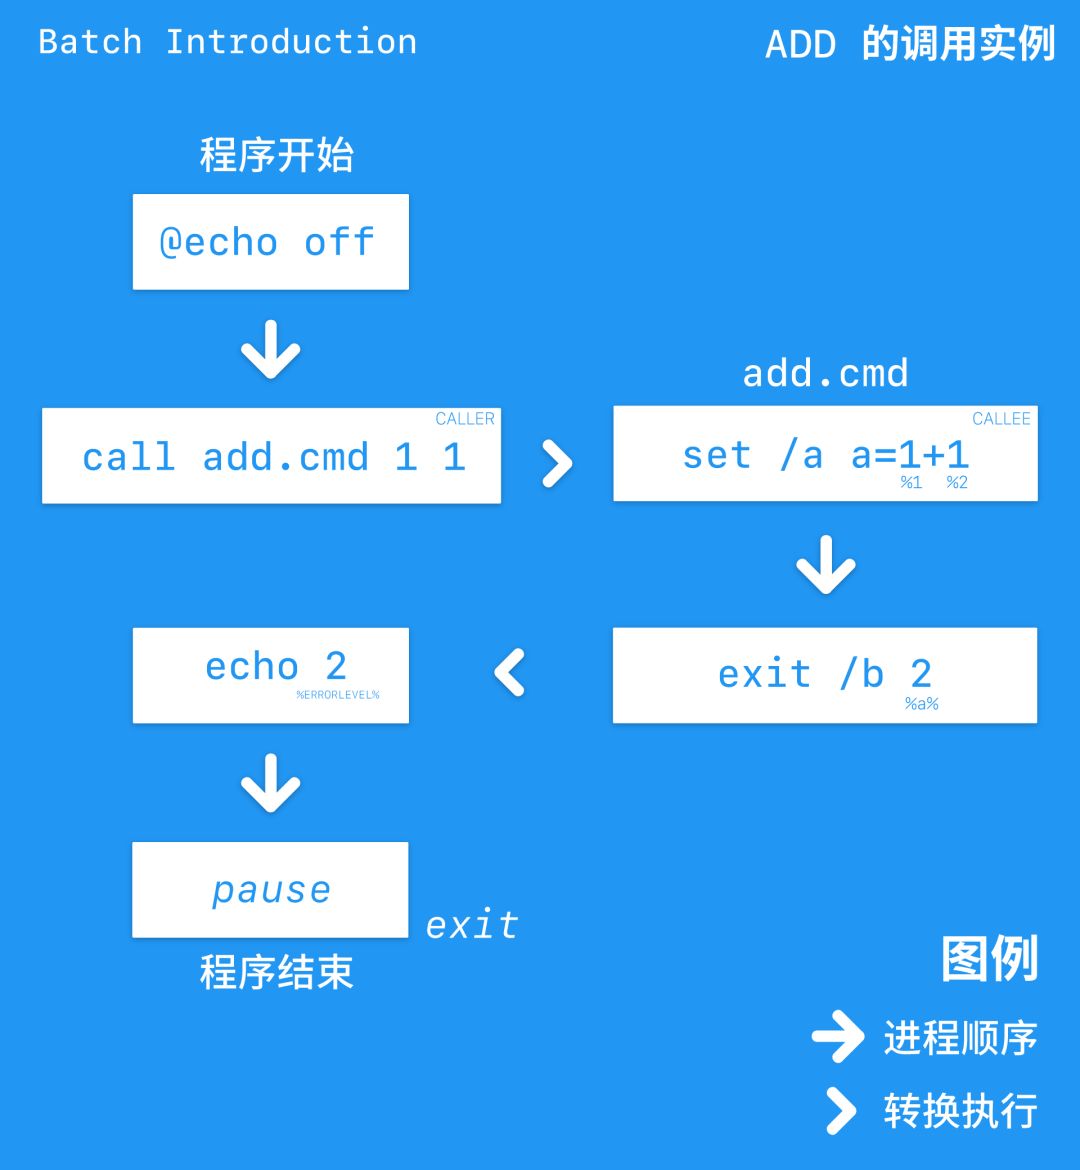 Batch Introduction
ADD 的调用实例
程序开始
@echo off
CALLER
call add.cmd 1 1
add.cmd
CALLEE
set /a a=1+1
%1 %2
exit /b 2
%a%
echo 2
%ERRORLEVEL%
pause
exit
程序结束
图例
进程顺序
转换执行